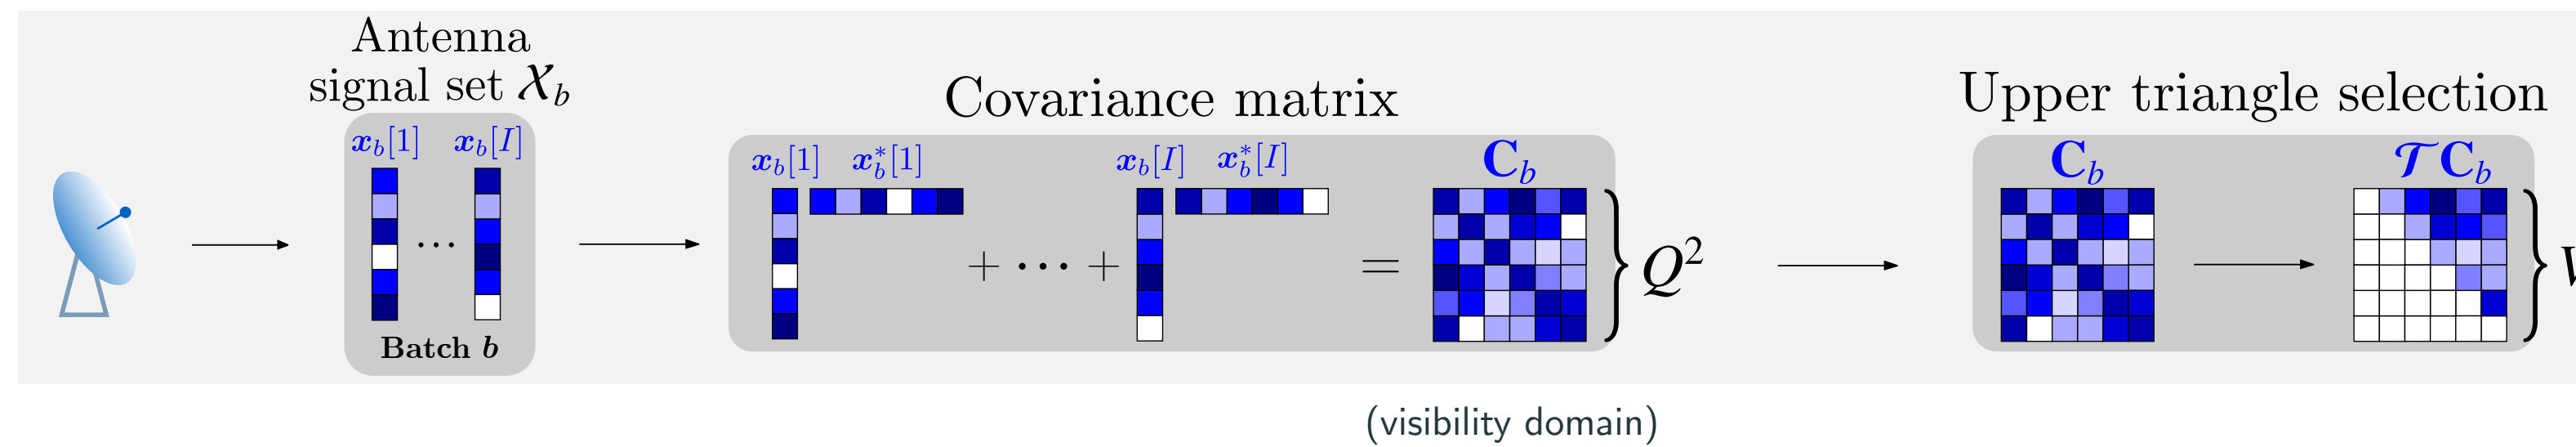 Antenna
signal set 𝒳_b
x_b[1] x_b[I]
···
Batch b
Covariance matrix
x_b[1] x_b^*[1] x_b[I] x_b^*[I] C_b
+ ··· + = Q^2
Upper triangle selection
C_b 𝒯C_b
(visibility domain)